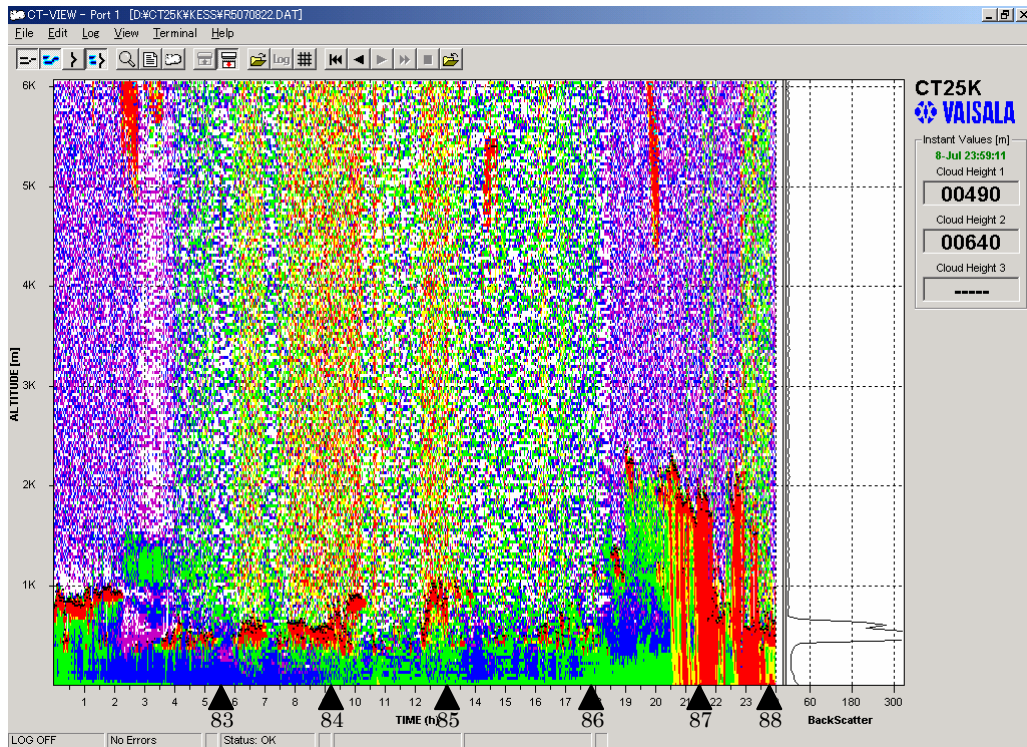 CT-VIEW - Port 1 [D:¥CT25K¥KESS¥R5070822.DAT]
File Edit Log View Terminal Help
Log
CT25K
VAISALA
Instant Values [m]
8-Jul 23:59:11
Cloud Height 1
00490
Cloud Height 2
00640
Cloud Height 3
-----
6K
5K
4K
3K
2K
1K
ALTITUDE [m]
1 2 3 4 5 6 7 8 9 10 11 12 13 14 15 16 17 18 19 20 21 22 23
60 180 300
83 84 TIME (h) 85 86 87 88
BackScatter
LOG OFF No Errors Status: OK